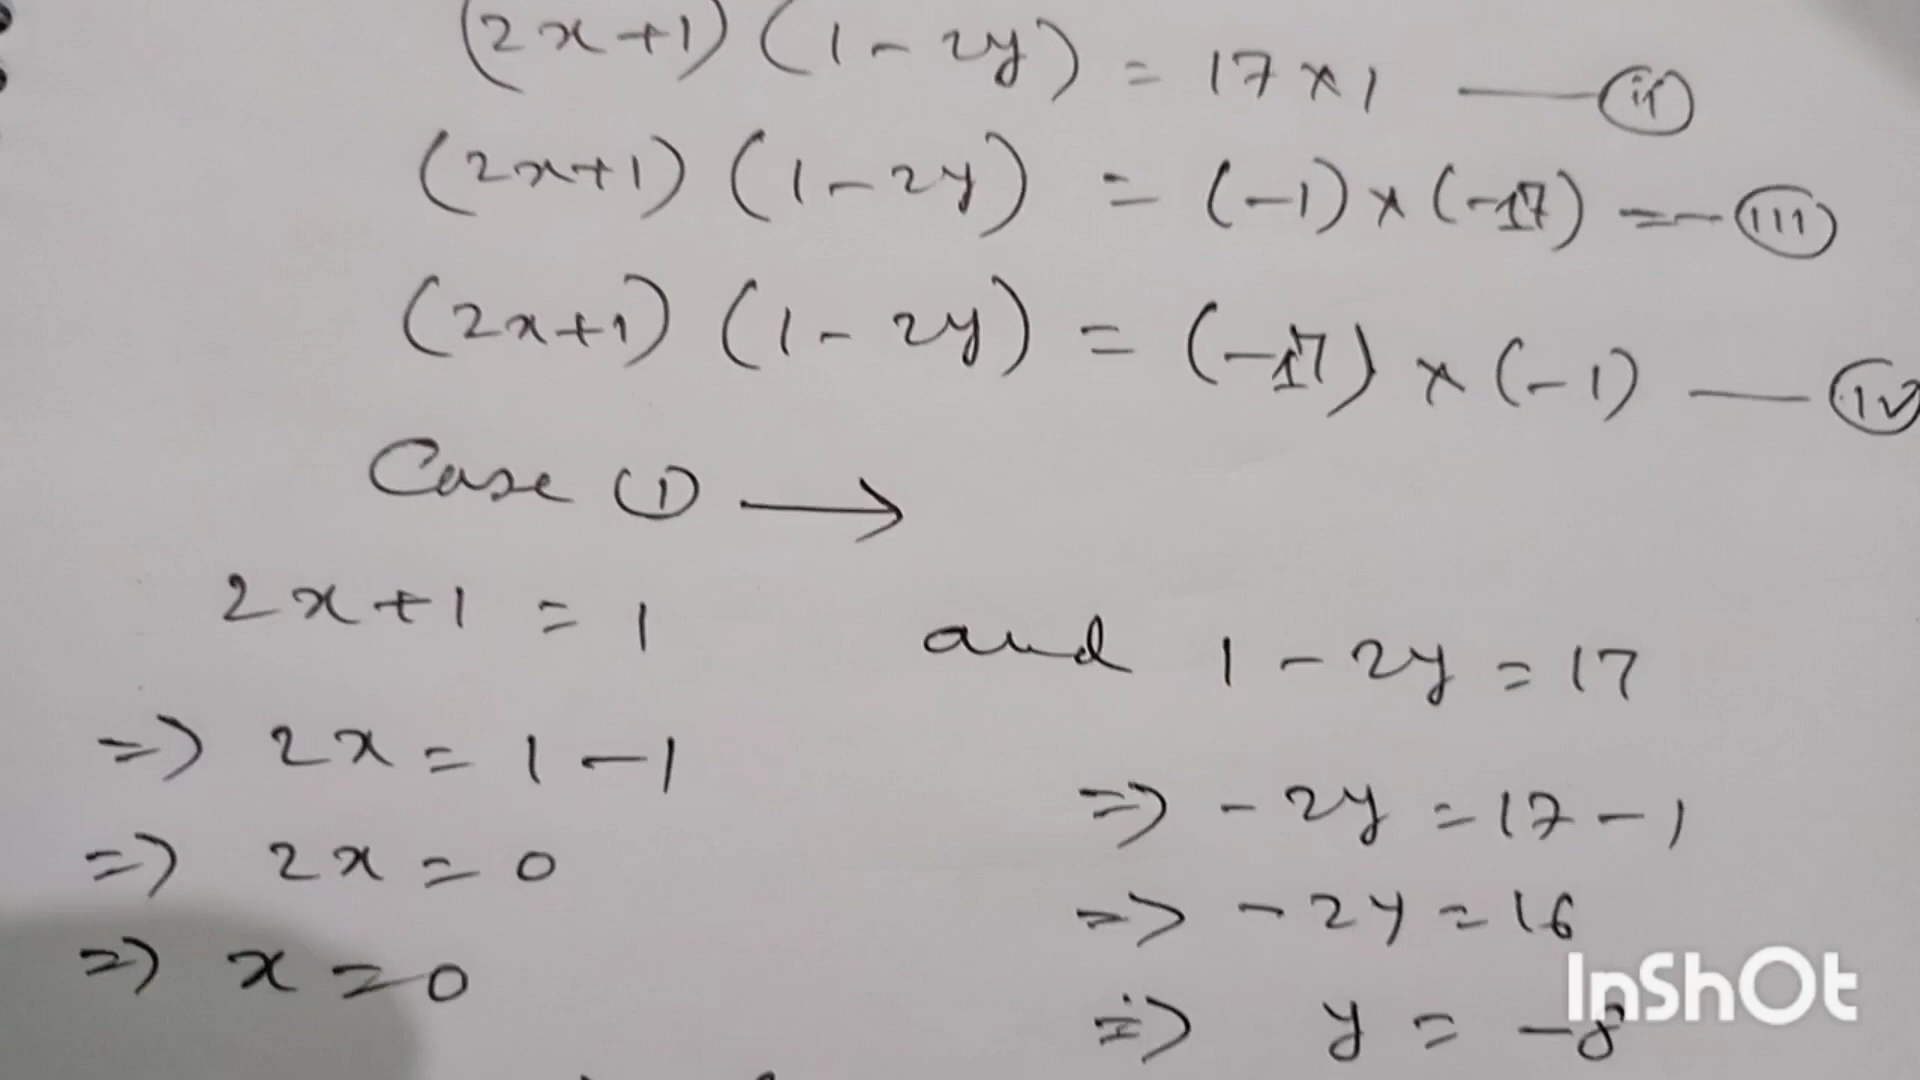 (2x+1) (1-2y) = 17 × 1 — (ii)
(2x+1) (1-2y) = (-1) × (-17) — (iii)
(2x+1) (1-2y) = (-17) × (-1) — (iv)
Case (1) →
2x+1 = 1 and 1-2y = 17
=> 2x = 1-1
=> -2y = 17-1
=> 2x = 0
=> -2y = 16
=> x = 0
=> y = -8
InShOt